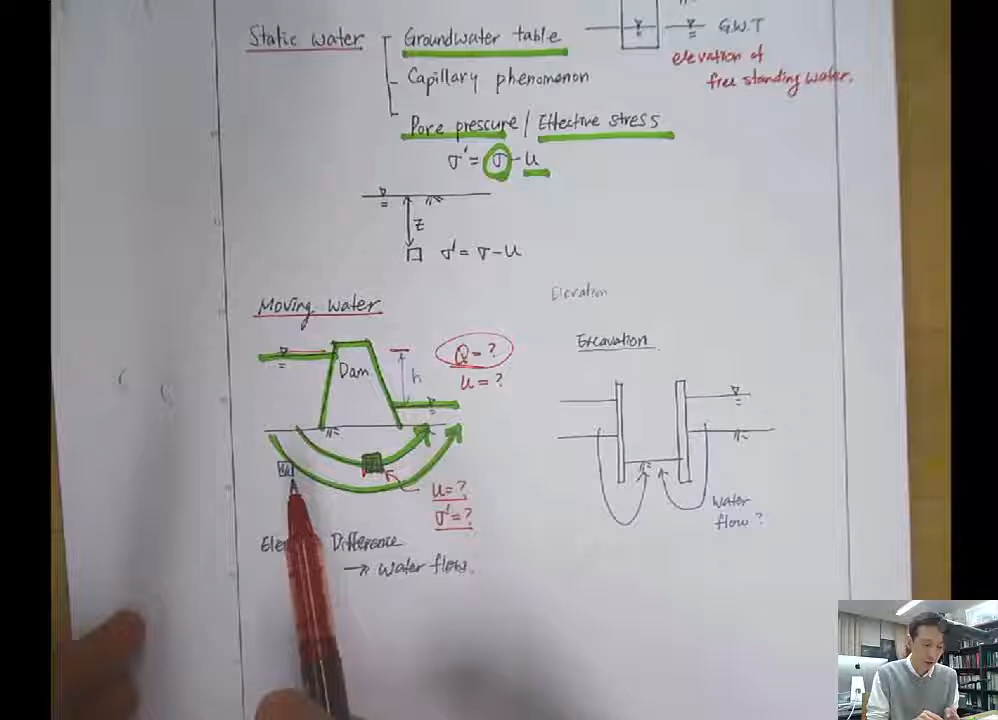 Static water
Groundwater table
G.W.T
elevation of
free standing water.
Capillary phenomenon
Pore pressure / Effective stress
σ' = σ - u
z
σ' = σ - u
Moving water
Dam
h
Q = ?
u = ?
u = ?
σ' = ?
Difference
→ Water flow.
Elevation
Excavation
water
flow ?